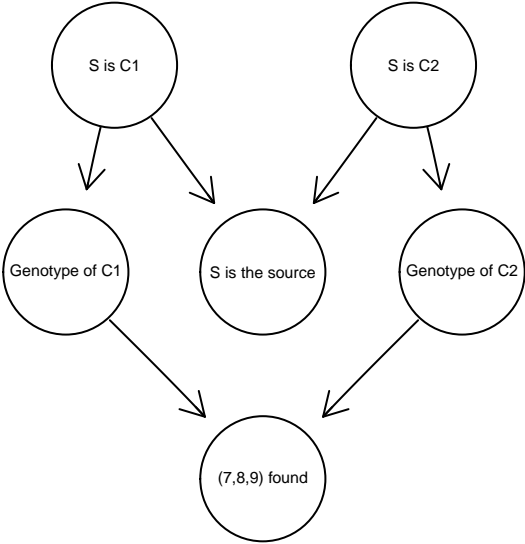 S is C1
S is C2
Genotype of C1
S is the source
Genotype of C2
(7,8,9) found